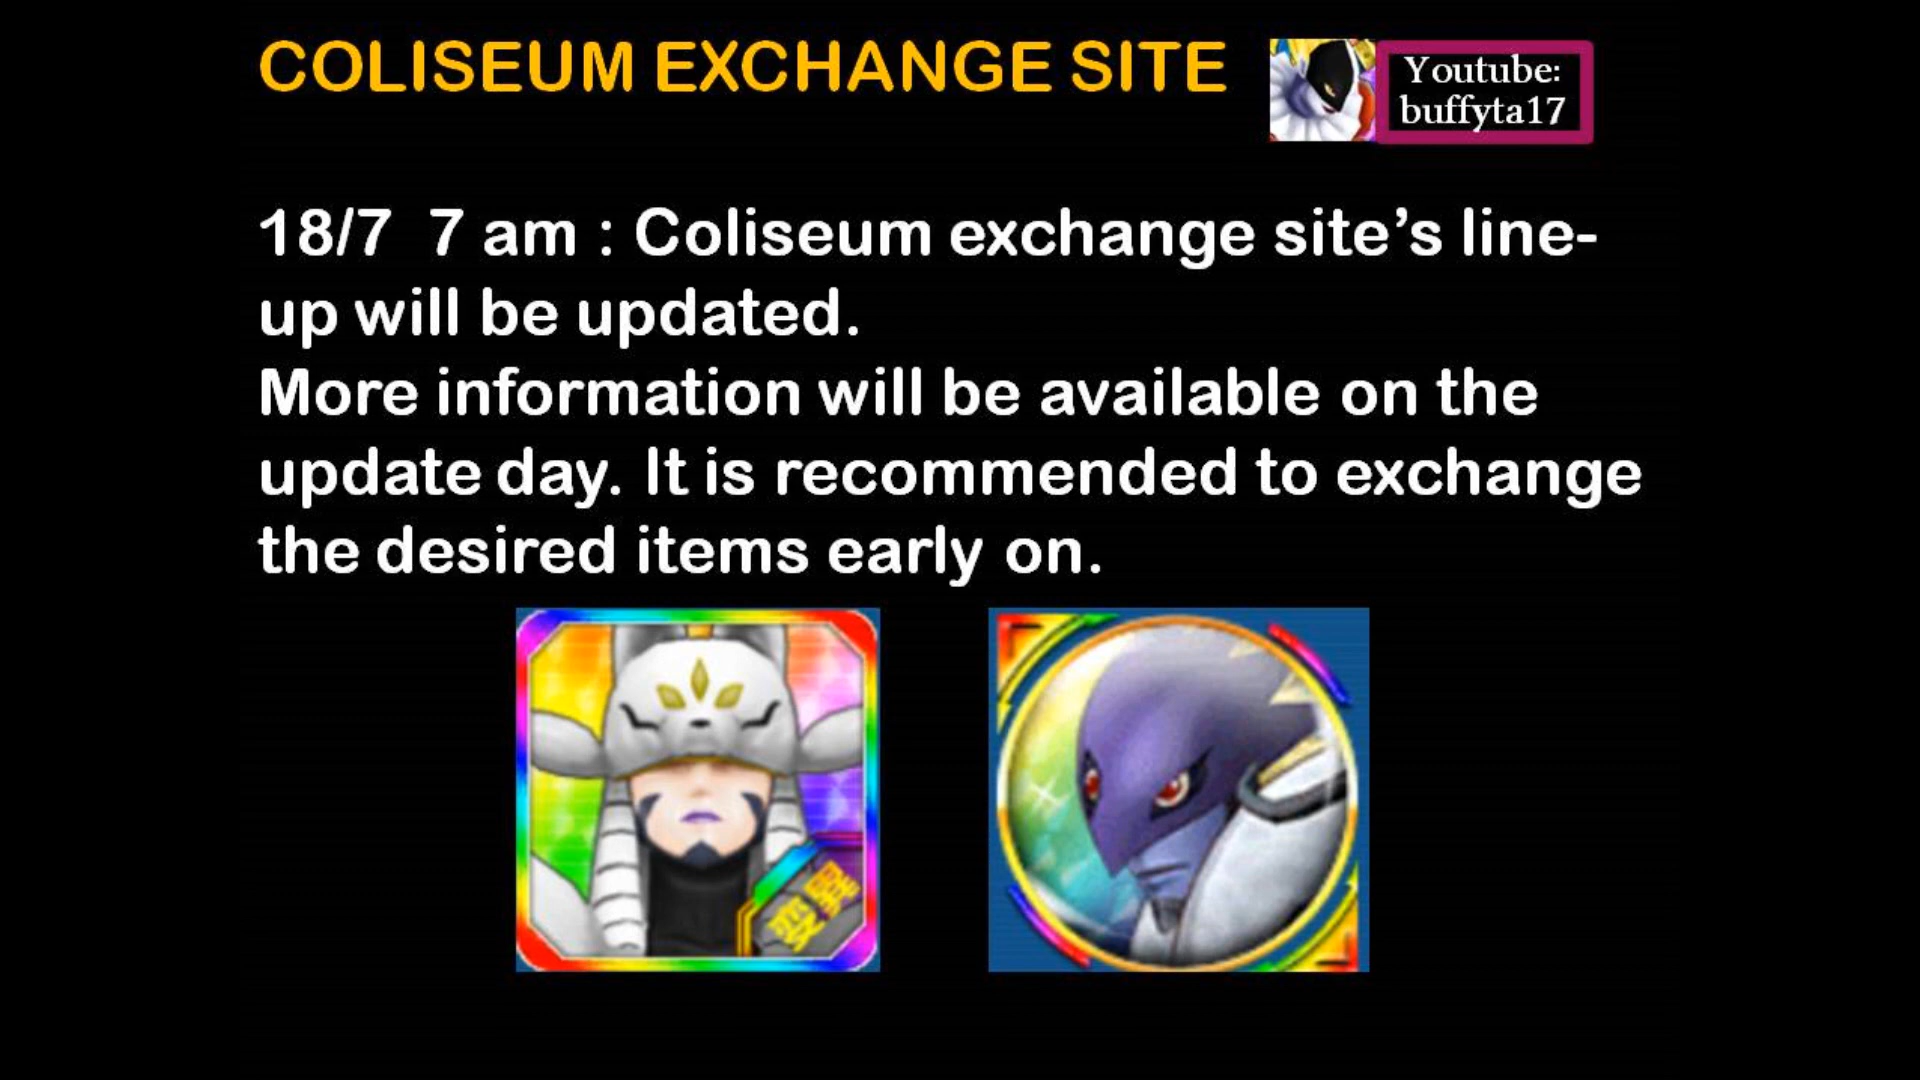 COLISEUM EXCHANGE SITE
Youtube:
buffyta17
18/7  7 am : Coliseum exchange site’s line-
up will be updated.
More information will be available on the
update day. It is recommended to exchange
the desired items early on.